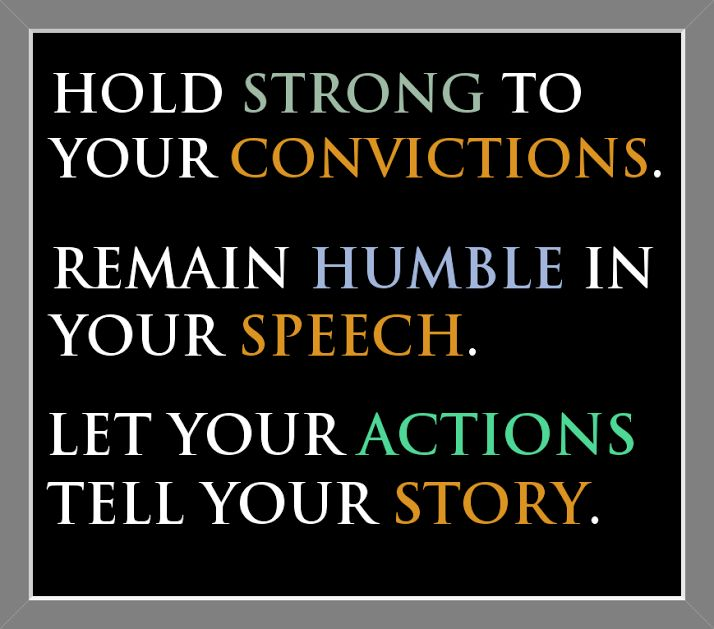 HOLD STRONG TO
YOUR CONVICTIONS.
REMAIN HUMBLE IN
YOUR SPEECH.
LET YOUR ACTIONS
TELL YOUR STORY.